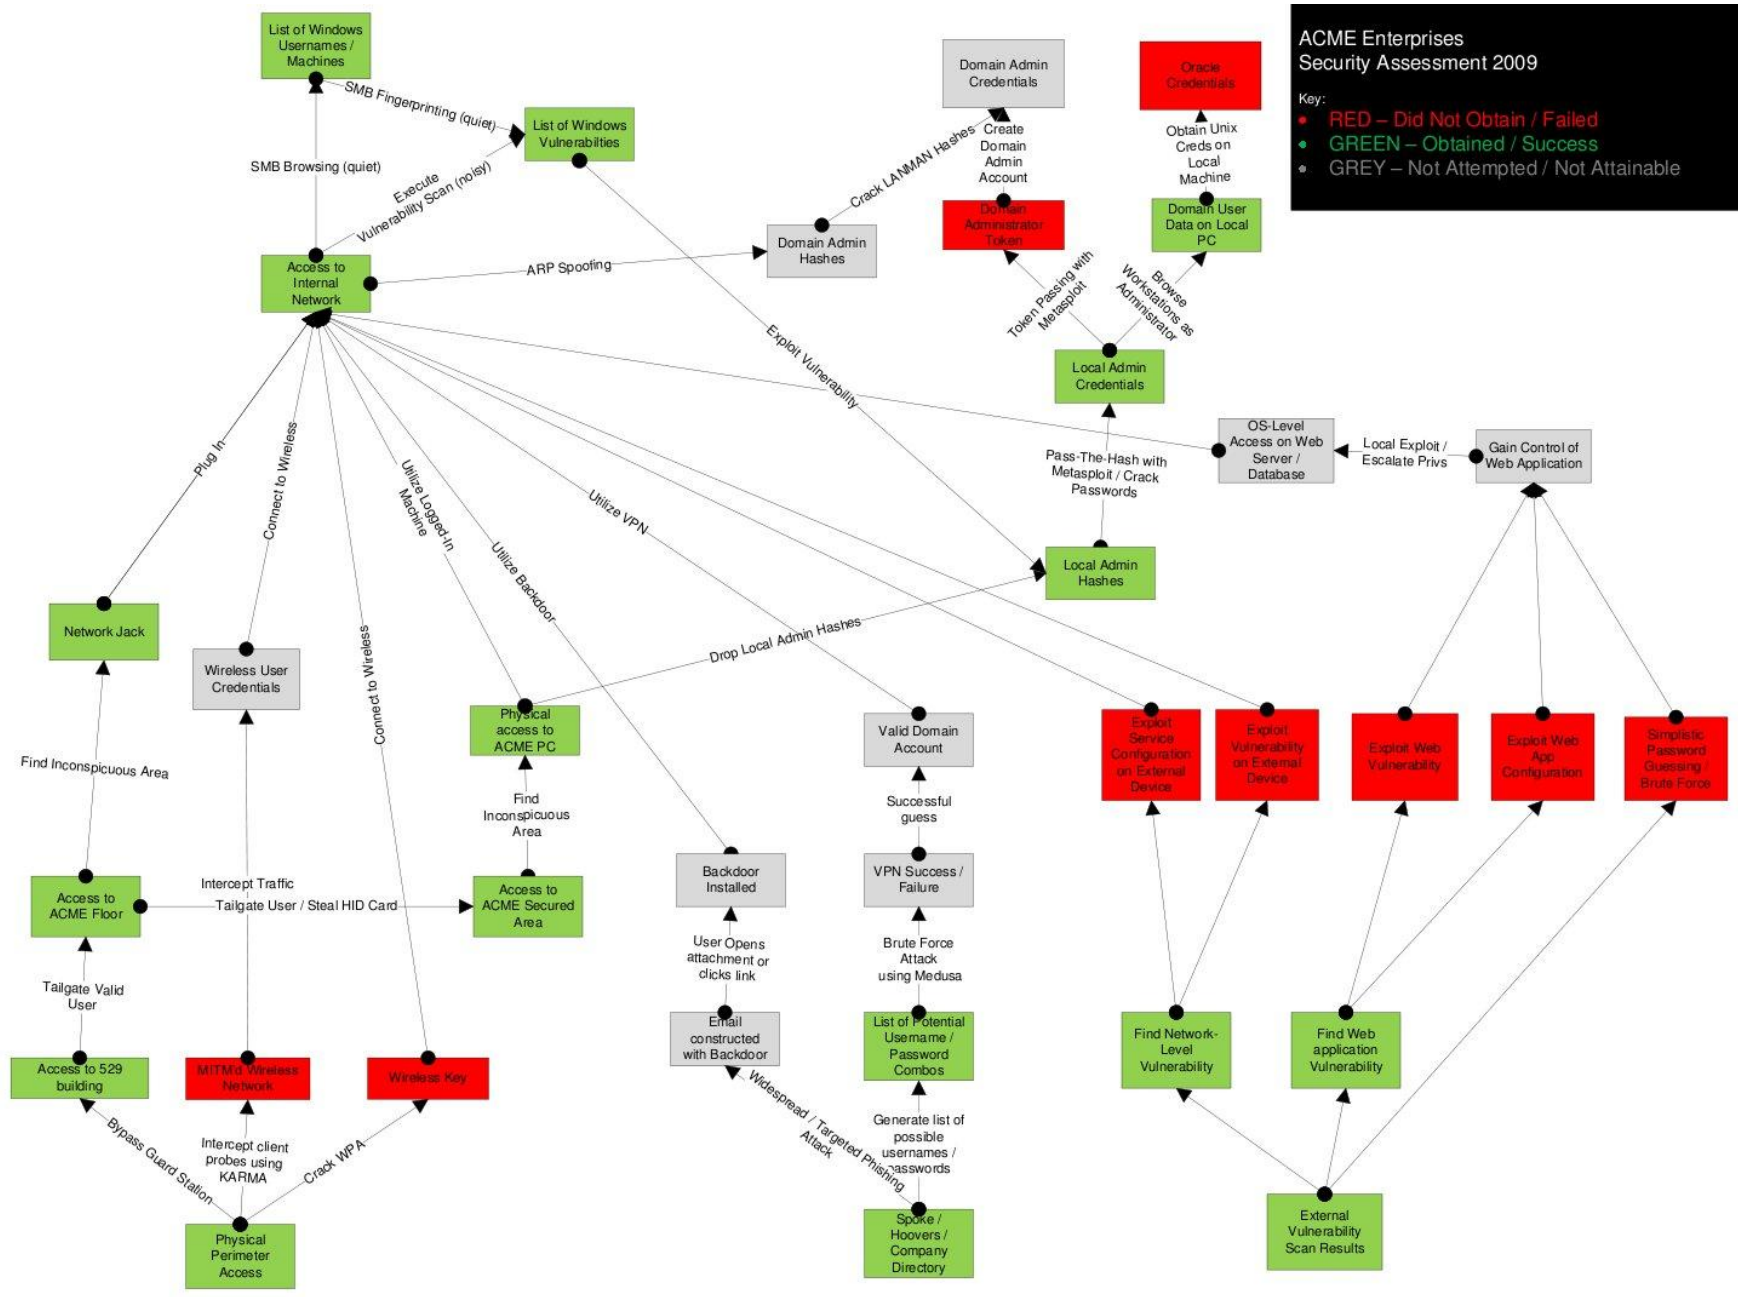 List of Windows
Usernames /
Machines
SMB Fingerprinting (quiet)
List of Windows
Vulnerabilties
SMB Browsing (quiet)
Execute
Vulnerability Scan (noisy)
Access to
Internal
Network
ARP Spoofing
Domain Admin
Hashes
Crack LANMAN Hashes
Domain Admin
Credentials
Create
Domain
Admin
Account
Domain
Administrator
Token
Oracle
Credentials
Obtain Unix
Creds on
Local
Machine
Domain User
Data on Local
PC
ACME Enterprises
Security Assessment 2009
Key:
• RED – Did Not Obtain / Failed
• GREEN – Obtained / Success
• GREY – Not Attempted / Not Attainable
Token Passing with
Metasploit
Browse
Workstations as
Administrator
Exploit Vulnerability
Local Admin
Credentials
Pass-The-Hash with
Metasploit / Crack
Passwords
Local Admin
Hashes
OS-Level
Access on Web
Server /
Database
Local Exploit /
Escalate Privs
Gain Control of
Web Application
Plug In
Connect to Wireless
Utilize Logged-In
Machine
Utilize Backdoor
Utilize VPN
Connect to Wireless
Drop Local Admin Hashes
Network Jack
Wireless User
Credentials
Physical
access to
ACME PC
Valid Domain
Account
Exploit
Service
Configuration
on External
Device
Exploit
Vulnerability
on External
Device
Exploit Web
Vulnerability
Exploit Web
App
Configuration
Simplistic
Password
Guessing /
Brute Force
Find Inconspicuous Area
Find
Inconspicuous
Area
Successful
guess
Access to
ACME Floor
Intercept Traffic
Tailgate User / Steal HID Card
Access to
ACME Secured
Area
Backdoor
Installed
VPN Success /
Failure
Tailgate Valid
User
User Opens
attachment or
clicks link
Brute Force
Attack
using Medusa
Email
constructed
with Backdoor
List of Potential
Username /
Password
Combos
Find Network-
Level
Vulnerability
Find Web
application
Vulnerability
Access to 529
building
MITM'd Wireless
Network
Wireless Key
Bypass Guard Station
Intercept client
probes using
KARMA
Crack WPA
Widespread / Targeted Phishing
Attack
Generate list of
possible
usernames /
passwords
Physical
Perimeter
Access
Spoke /
Hoovers /
Company
Directory
External
Vulnerability
Scan Results